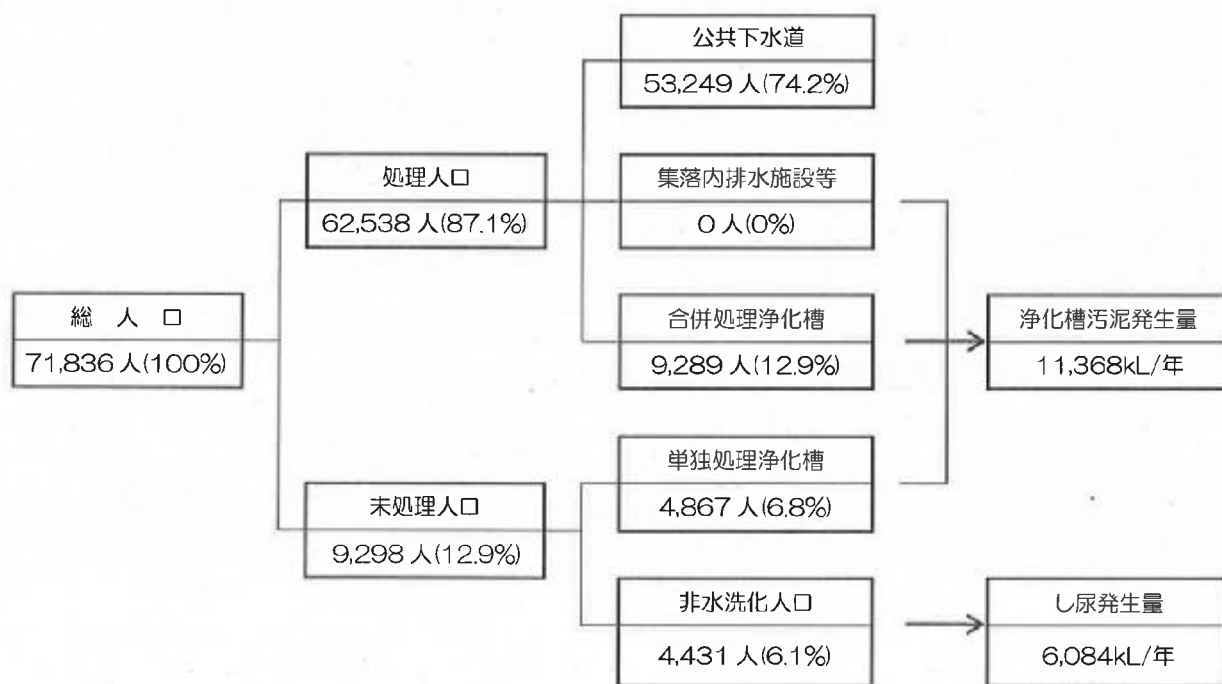 公共下水道
53,249人(74.2%)
処理人口
62,538人(87.1%)
集落内排水施設等
0人(0%)
総 人 口
71,836人(100%)
合併処理浄化槽
9,289人(12.9%)
浄化槽汚泥発生量
11,368kL/年
単独処理浄化槽
4,867人(6.8%)
未処理人口
9,298人(12.9%)
非水洗化人口
4,431人(6.1%)
し尿発生量
6,084kL/年